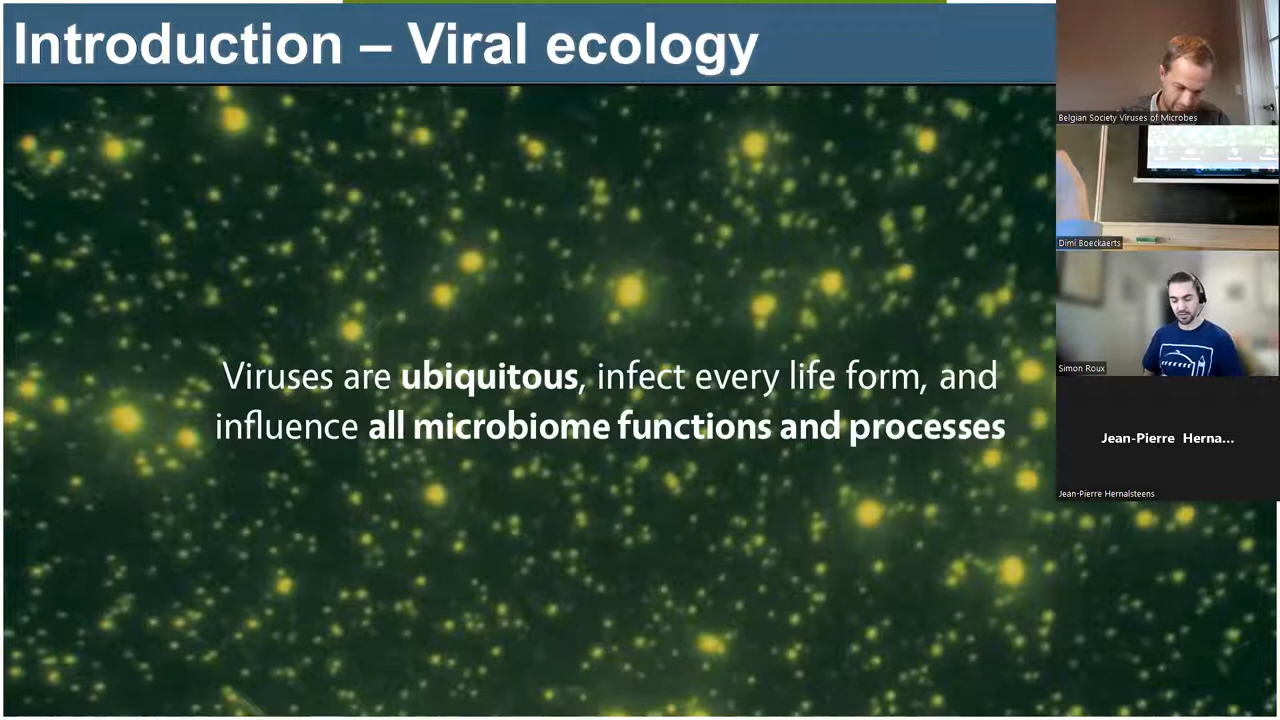 Introduction – Viral ecology
Viruses are ubiquitous, infect every life form, and
influence all microbiome functions and processes
Belgian Society Viruses of Microbes
Dimi Boeckaerts
Simon Roux
Jean-Pierre Herna...
Jean-Pierre Hernalsteens